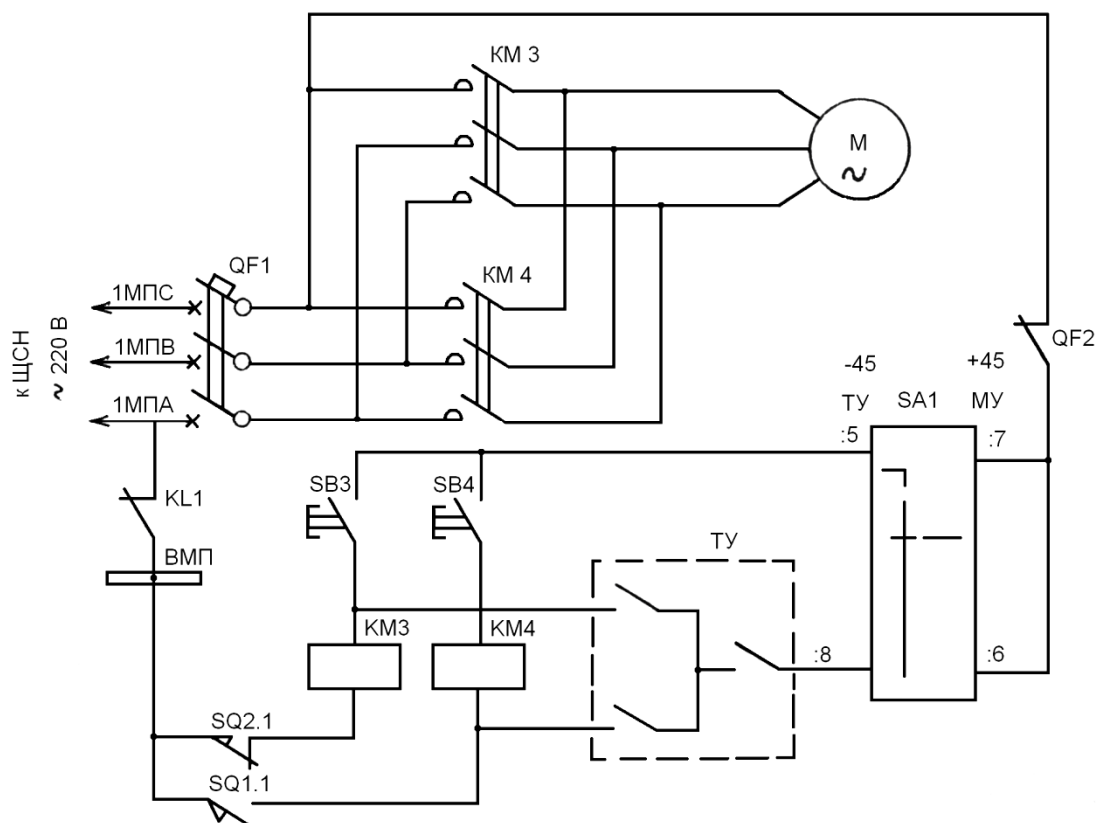 КМ 3
М
~
QF1
КМ 4
1МПС
1МПВ
1МПА
к ЩСН
~ 220 В
QF2
-45
+45
ТУ
SA1
МУ
:5
:7
KL1
SB3
SB4
ВМП
ТУ
КМ3
КМ4
:8
:6
SQ2.1
SQ1.1